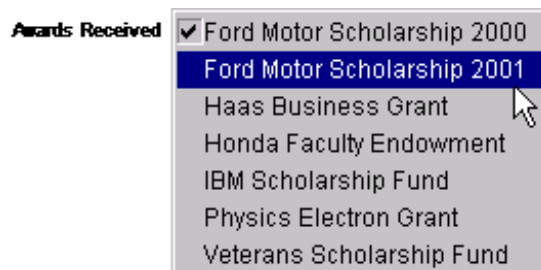 Awards Received
Ford Motor Scholarship 2000
Ford Motor Scholarship 2001
Haas Business Grant
Honda Faculty Endowment
IBM Scholarship Fund
Physics Electron Grant
Veterans Scholarship Fund